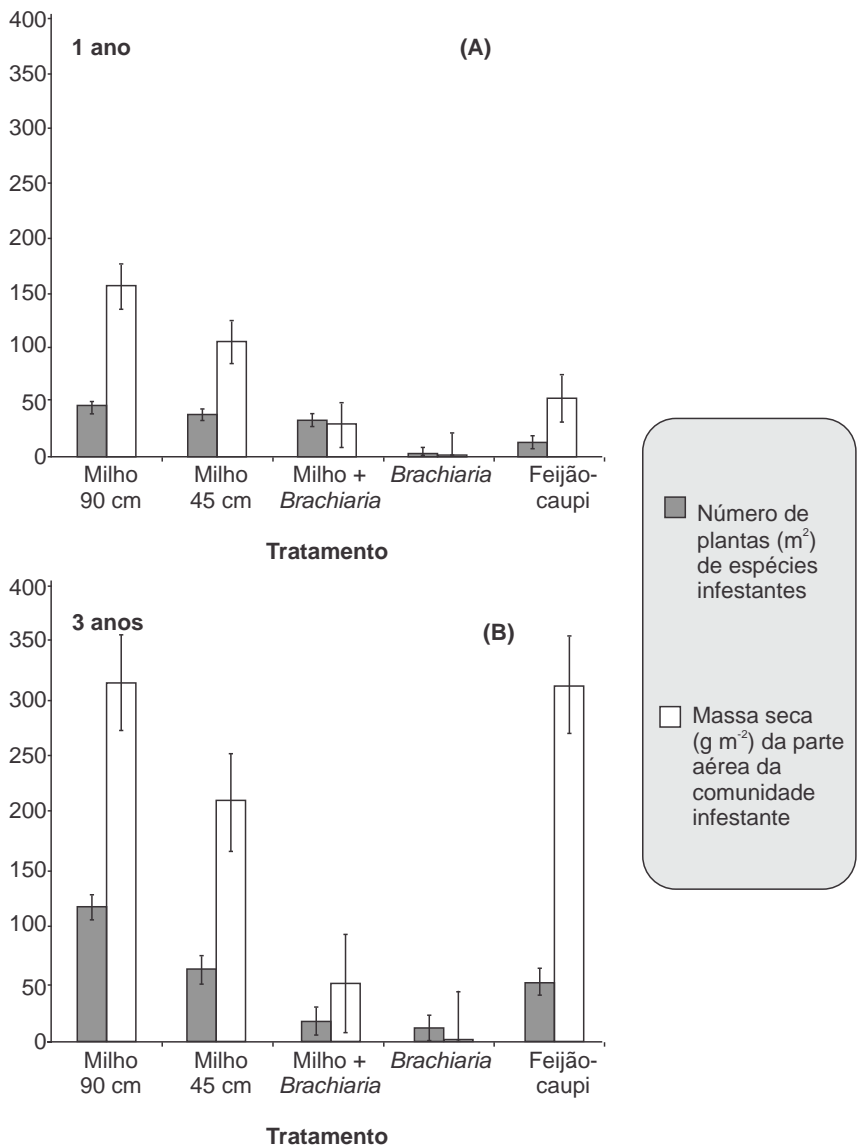 400
1 ano
(A)
350
300
250
200
150
100
50
0
Milho
90 cm
Milho
45 cm
Milho +
Brachiaria
Brachiaria
Feijão-
caupi
Tratamento
400
3 anos
(B)
350
300
250
200
150
100
50
0
Milho
90 cm
Milho
45 cm
Milho +
Brachiaria
Brachiaria
Feijão-
caupi
Tratamento
Número de
plantas (m²)
de espécies
infestantes
Massa seca
(g m⁻²) da parte
aérea da
comunidade
infestante